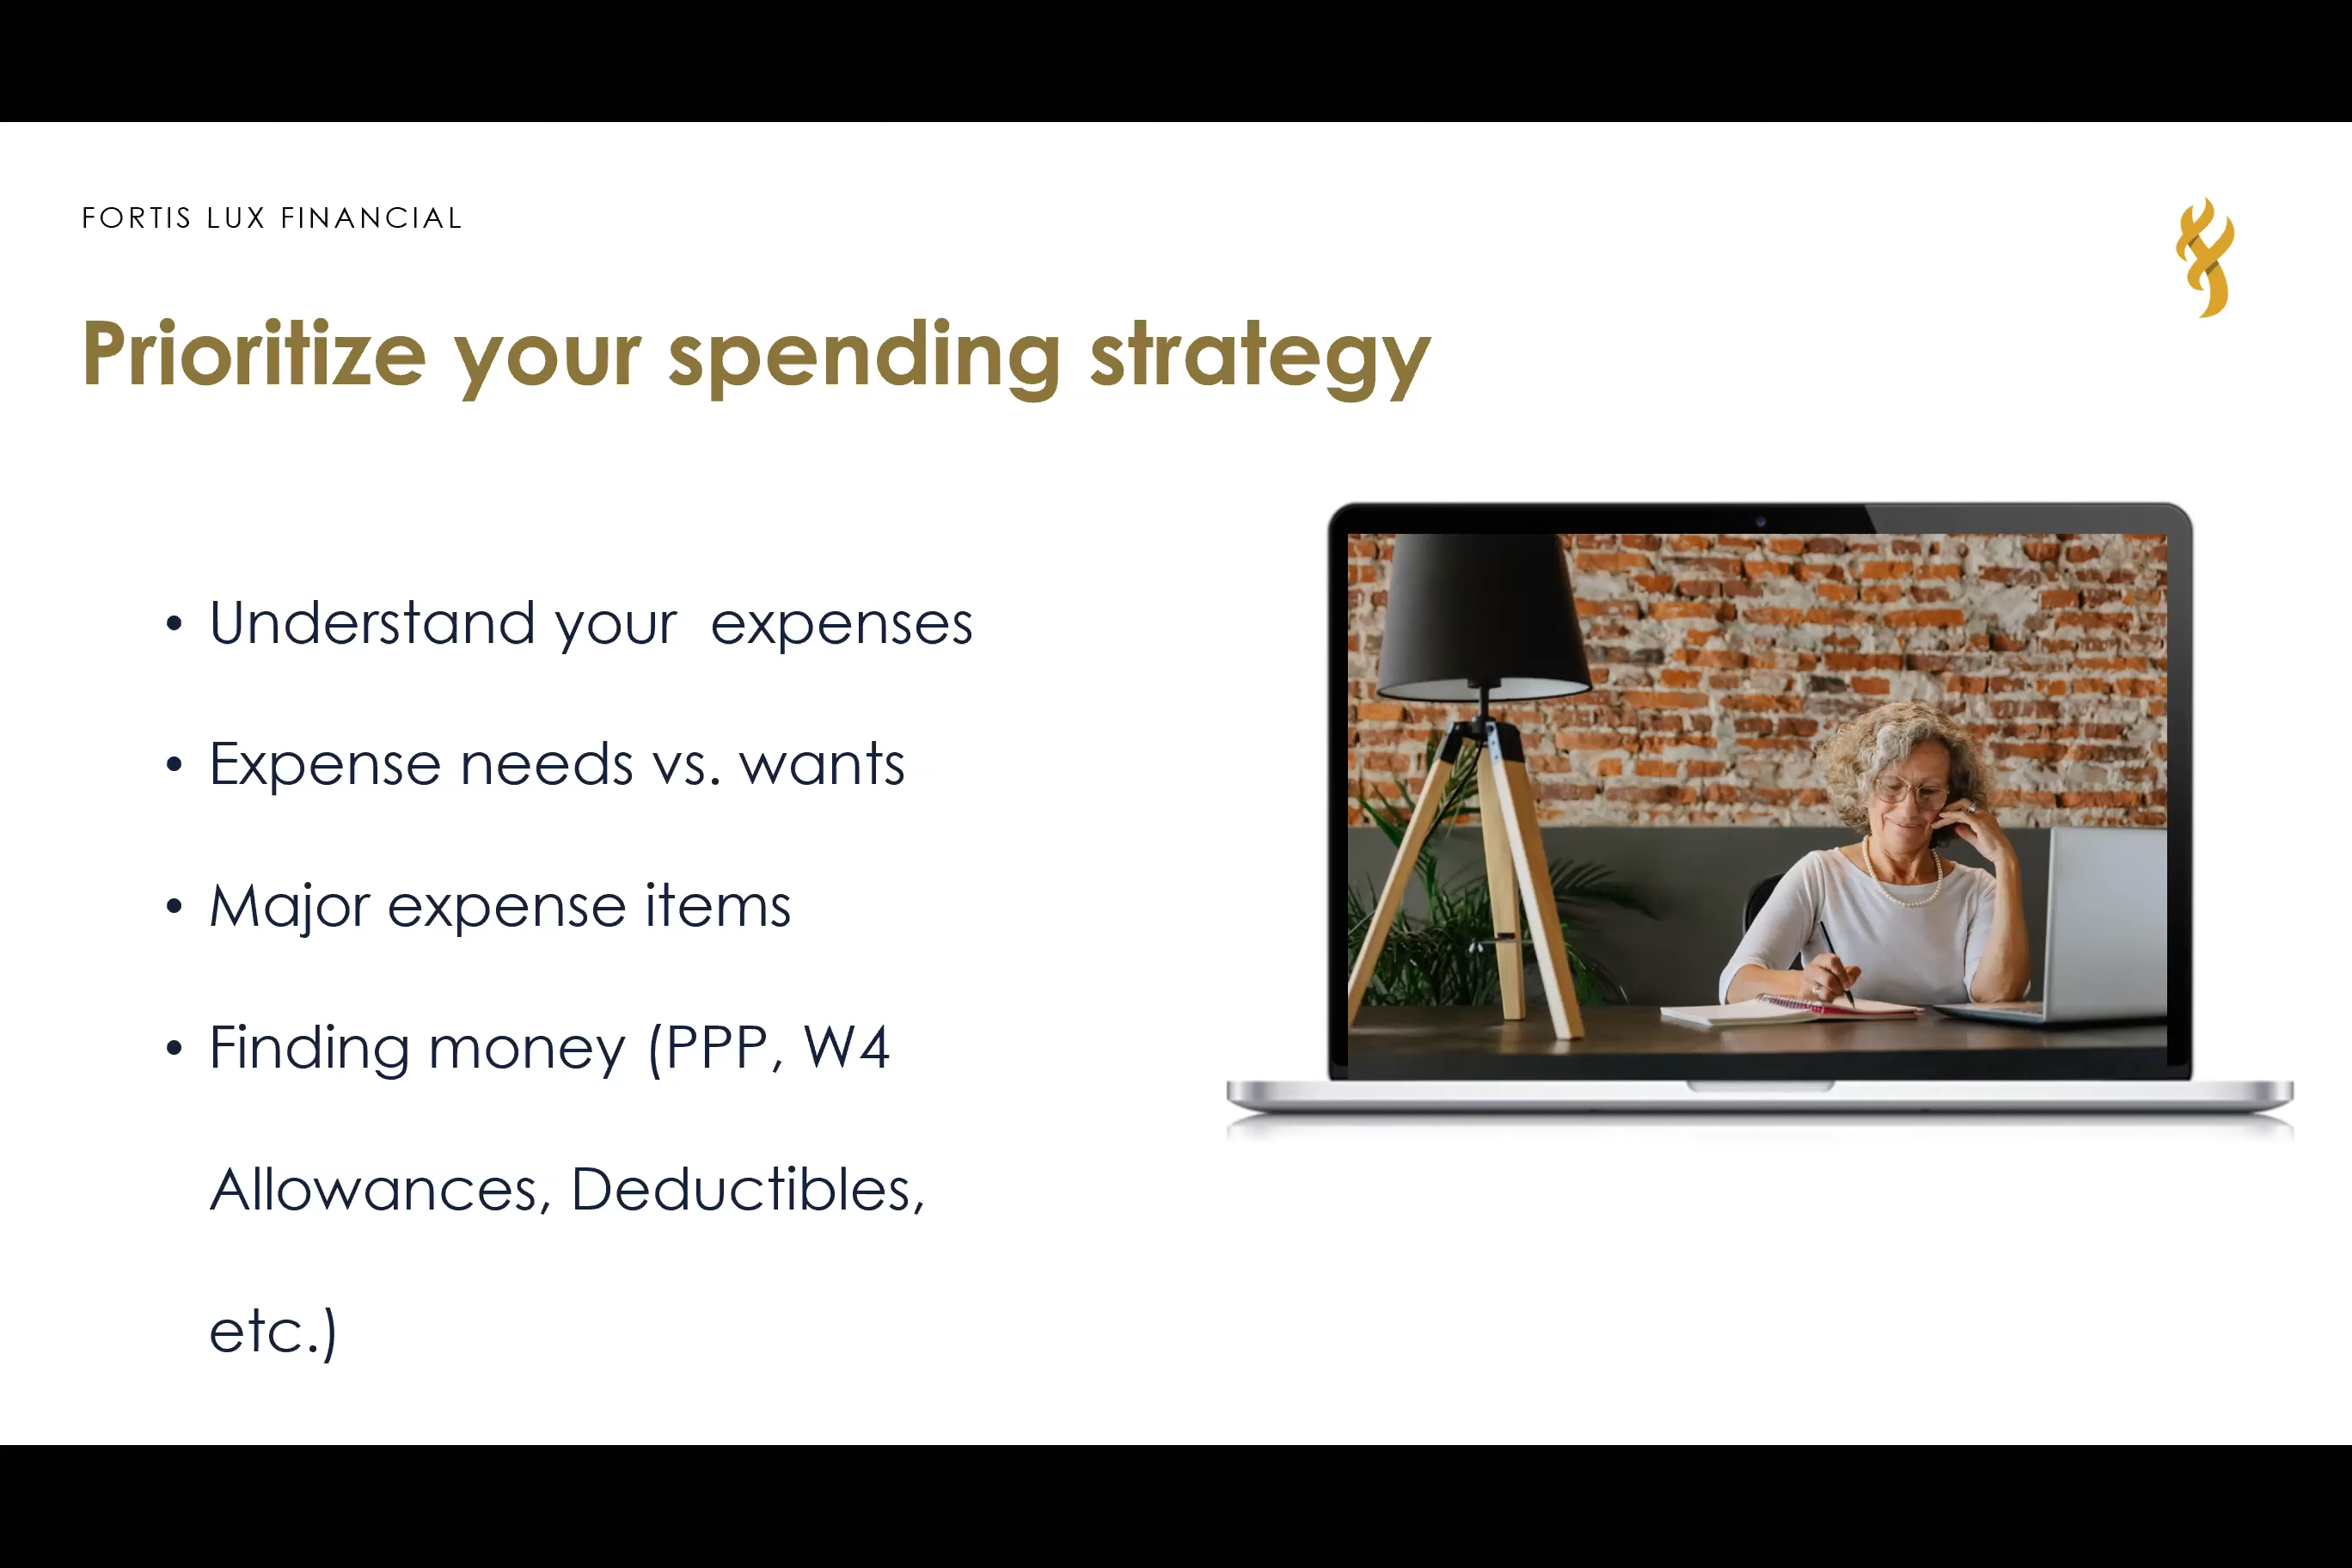 FORTIS LUX FINANCIAL
Prioritize your spending strategy
• Understand your  expenses
• Expense needs vs. wants
• Major expense items
• Finding money (PPP, W4
Allowances, Deductibles,
etc.)